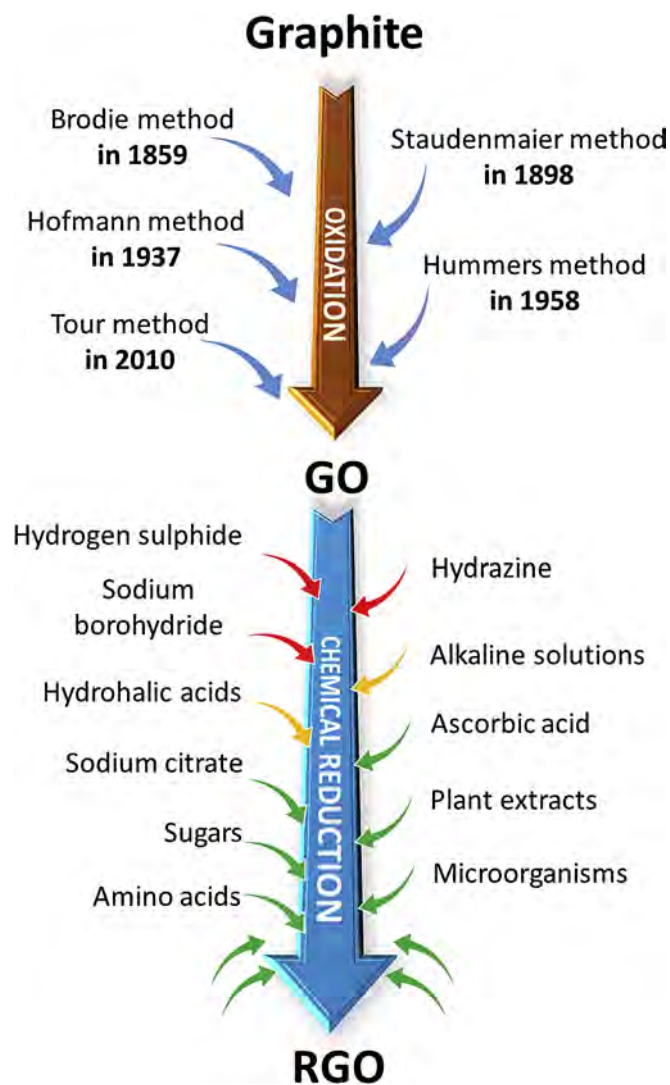 Graphite
Brodie method
in 1859
Staudenmaier method
in 1898
OXIDATION
Hofmann method
in 1937
Hummers method
in 1958
Tour method
in 2010
GO
Hydrogen sulphide
Hydrazine
Sodium
borohydride
CHEMICAL REDUCTION
Alkaline solutions
Hydrohalic acids
Ascorbic acid
Sodium citrate
Plant extracts
Sugars
Microorganisms
Amino acids
RGO